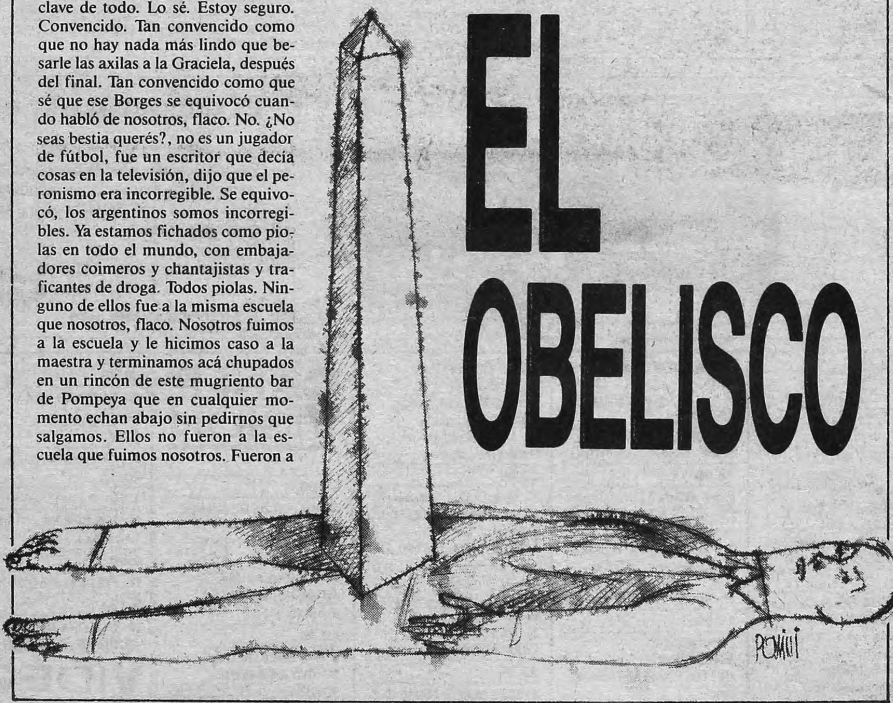 clave de todo. Lo sé. Estoy seguro.
Convencido. Tan convencido como
que no hay nada más lindo que be-
sarle las axilas a la Graciela, después
del final. Tan convencido como que
sé que ese Borges se equivocó cuan-
do habló de nosotros, flaco. No. ¿No
seas bestia querés?, no es un jugador
de fútbol, fue un escritor que decía
cosas en la televisión, dijo que el pe-
ronismo era incorregible. Se equivo-
có, los argentinos somos incorregi-
bles. Ya estamos fichados como pio-
las en todo el mundo, con embaja-
dores coimeros y chantajistas y tra-
ficantes de droga. Todos piolas. Nin-
guno de ellos fue a la misma escuela
que nosotros, flaco. Nosotros fuimos
a la escuela y le hicimos caso a la
maestra y terminamos acá chupados
en un rincón de este mugriento bar
de Pompeya que en cualquier mo-
mento echan abajo sin pedirnos que
salgamos. Ellos no fueron a la es-
cuela que fuimos nosotros. Fueron a
EL
OBELISCO